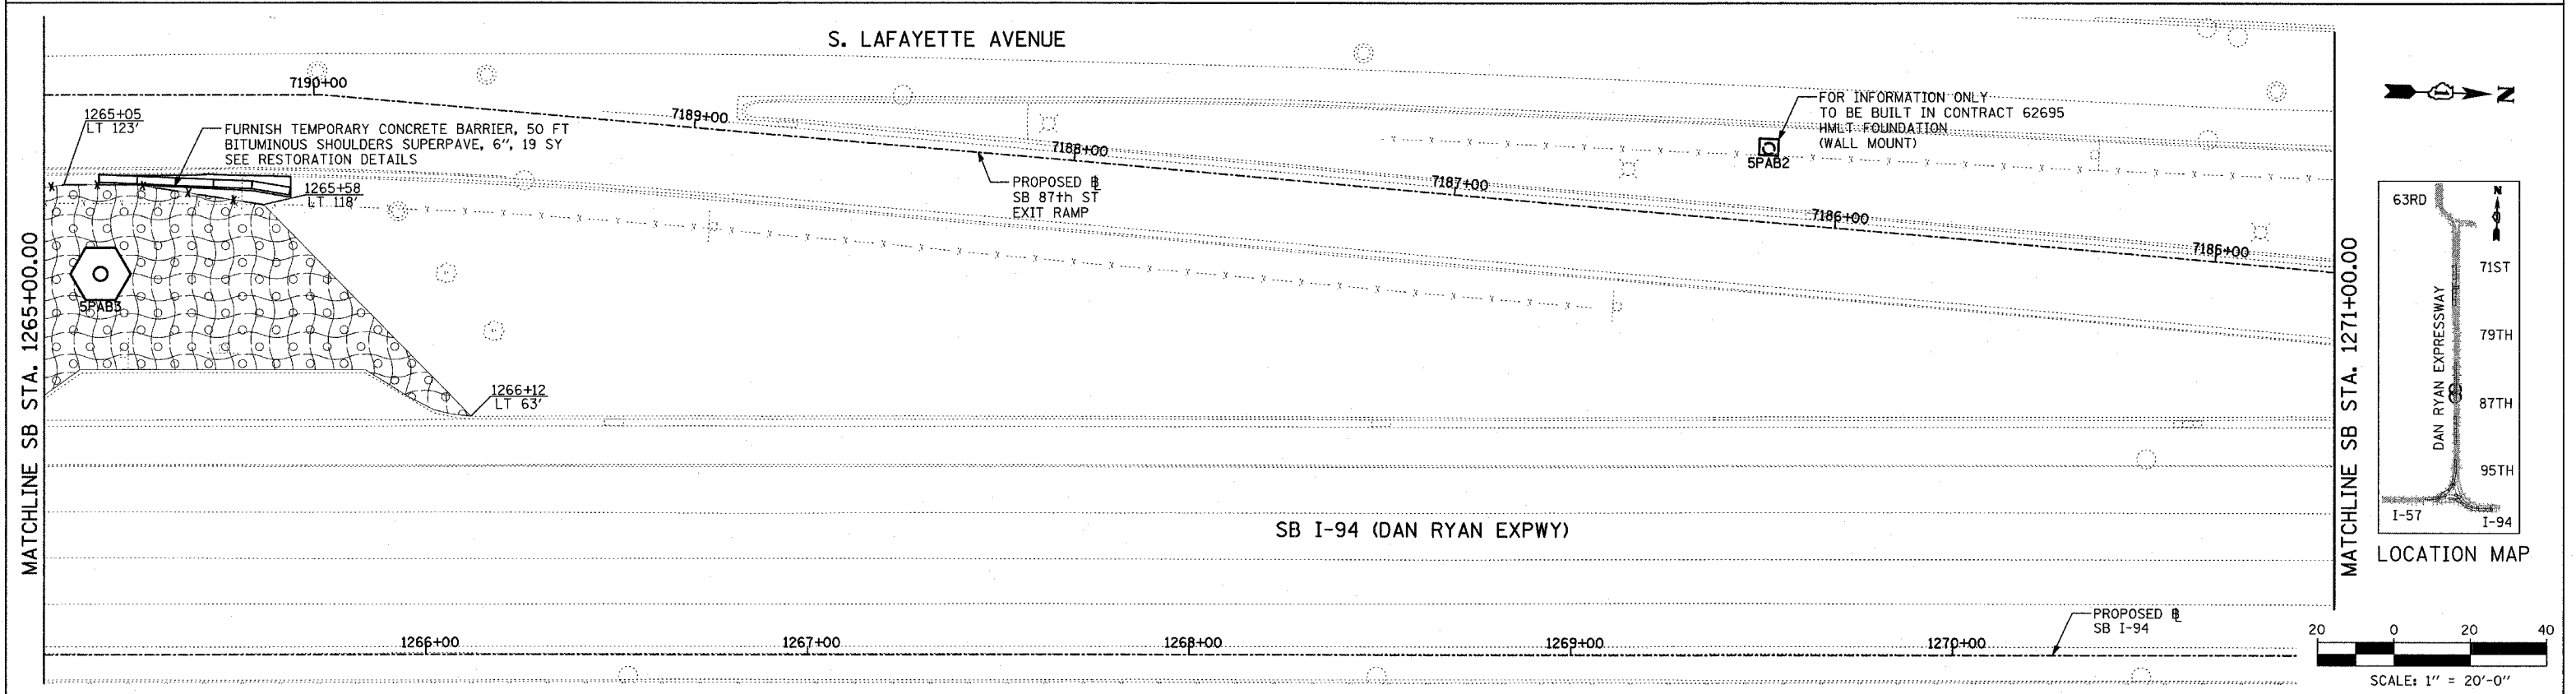 S. LAFAYETTE AVENUE
7190+00
7189+00
7188+00
7187+00
7186+00
7185+00
1265+05
LT 123'
FURNISH TEMPORARY CONCRETE BARRIER, 50 FT
BITUMINOUS SHOULDERS SUPERPAVE, 6", 19 SY
SEE RESTORATION DETAILS
1265+58
LT 118'
PROPOSED BL
SB 87th ST
EXIT RAMP
FOR INFORMATION ONLY
TO BE BUILT IN CONTRACT 62695
HMLT FOUNDATION
(WALL MOUNT)
5PAB2
5PAB3
1266+12
LT 63'
MATCHLINE SB STA. 1265+00.00
MATCHLINE SB STA. 1271+00.00
SB I-94 (DAN RYAN EXPWY)
1266+00
1267+00
1268+00
1269+00
1270+00
PROPOSED BL
SB I-94
N
63RD
N
71ST
79TH
87TH
95TH
DAN RYAN EXPRESSWAY
I-57
I-94
LOCATION MAP
20 0 20 40
SCALE: 1" = 20'-0"